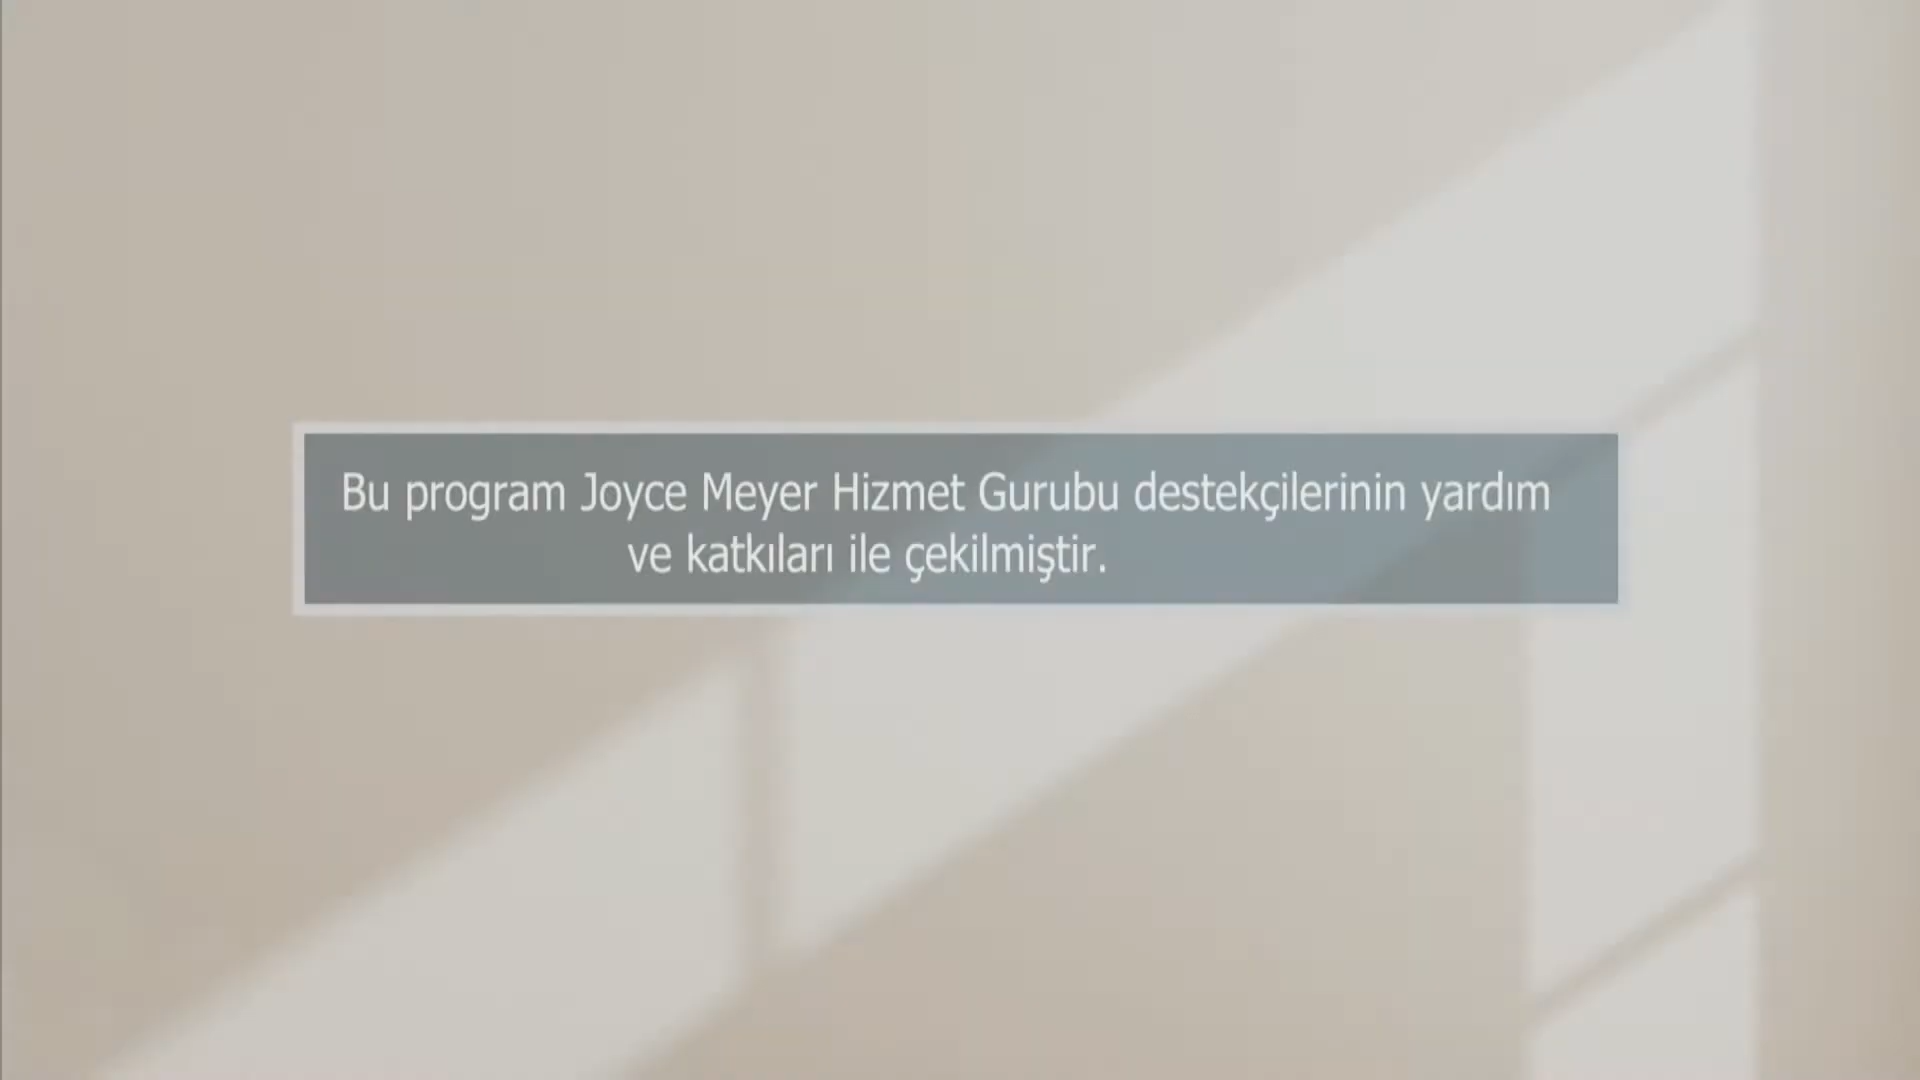 Bu program Joyce Meyer Hizmet Gurubu destekçilerinin yardım
ve katkıları ile çekilmiştir.